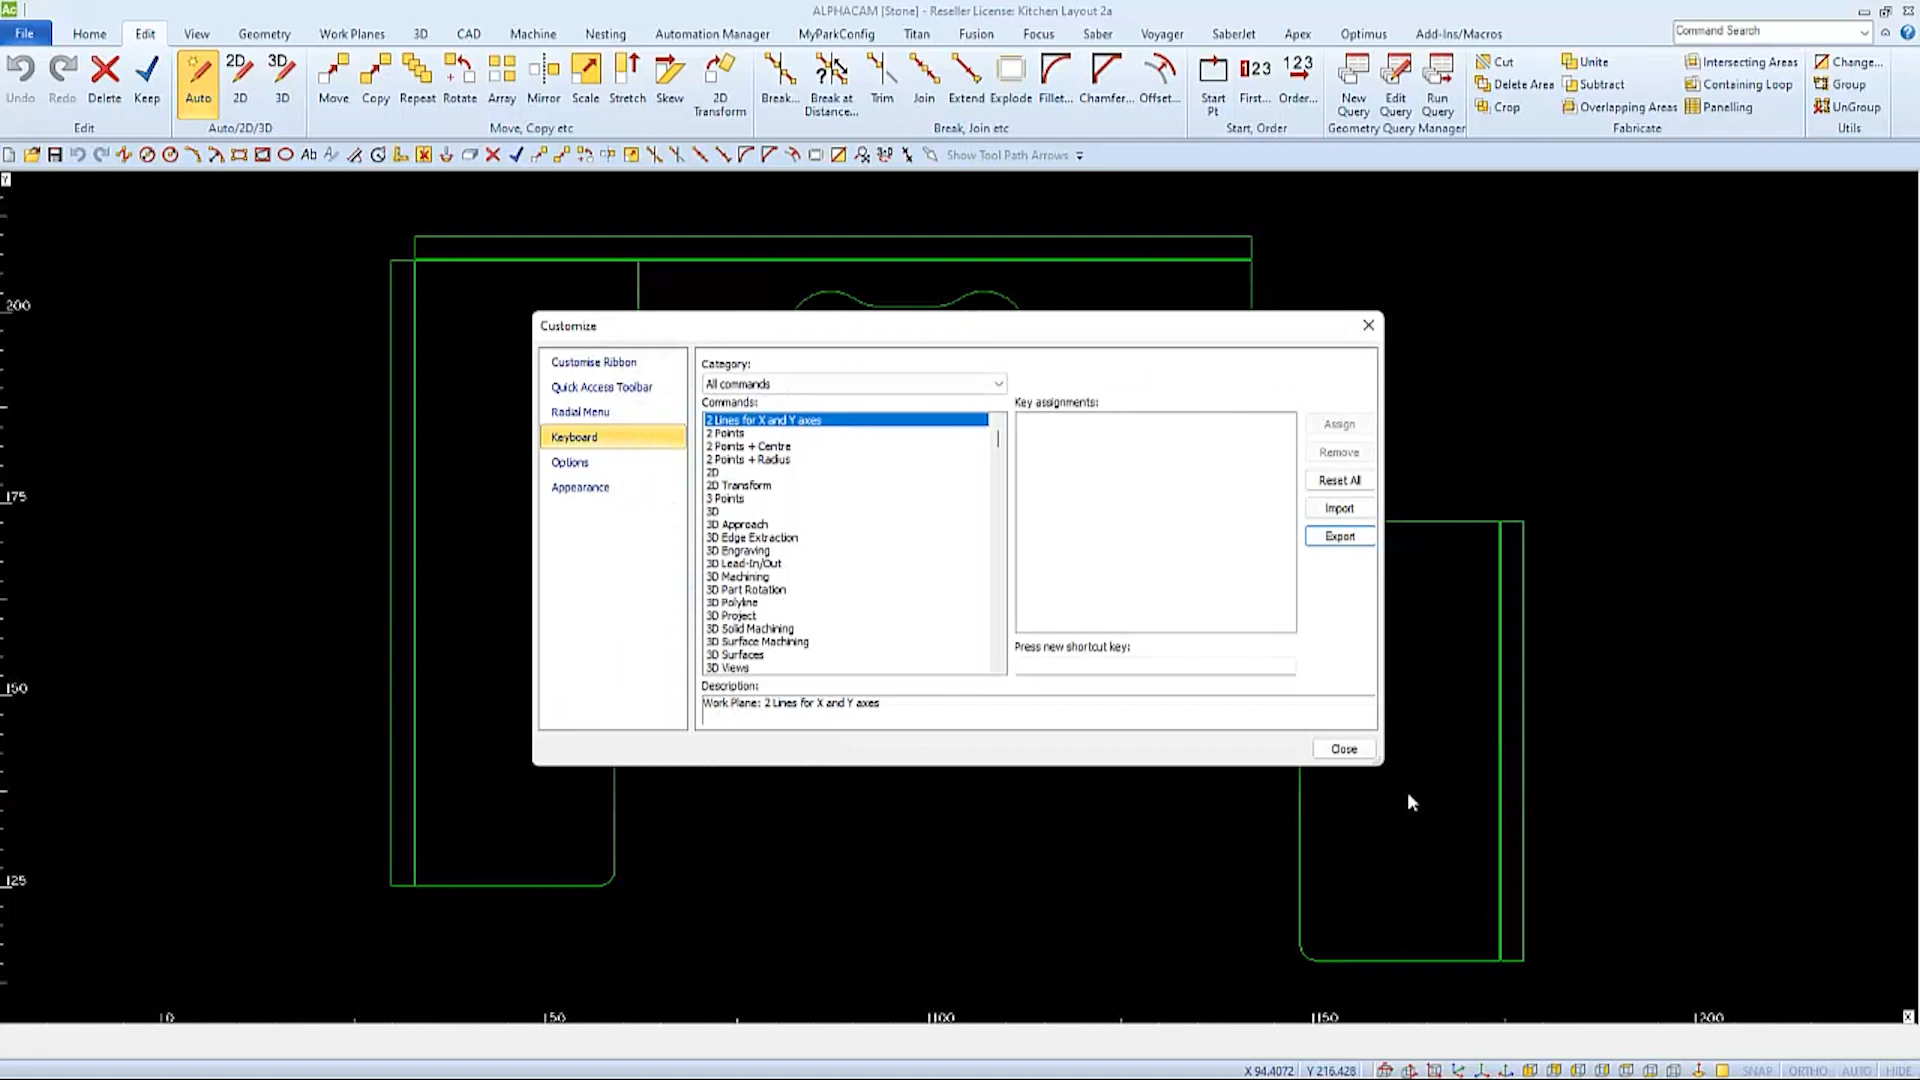 Ac
ALPHACAM [Stone] - Reseller License: Kitchen Layout 2a
File Home Edit View Geometry Work Planes 3D CAD Machine Nesting Automation Manager MyParkConfig Titan Fusion Focus Saber Voyager SaberJet Apex Optimus Add-Ins/Macros Command Search
Undo Redo Delete Keep Auto 2D 3D Move Copy Repeat Rotate Array Mirror Scale Stretch Skew 2D Transform Break... Break at Distance... Trim Join Extend Explode Fillet... Chamfer... Offset... Start Pt First... Order... New Query Edit Query Run Query
Cut Unite Intersecting Areas Change...
Delete Area Subtract Containing Loop Group
Crop Overlapping Areas Panelling UnGroup
Edit Auto/2D/3D Move, Copy etc Break, Join etc Start, Order Geometry Query Manager Fabricate Utils
Show Tool Path Arrows
Y
200
175
150
125
Customize
Customise Ribbon
Quick Access Toolbar
Radial Menu
Keyboard
Options
Appearance
Category:
All commands
Commands:
2 Lines for X and Y axes
2 Points
2 Points + Centre
2 Points + Radius
2D
2D Transform
3 Points
3D
3D Approach
3D Edge Extraction
3D Engraving
3D Lead-In/Out
3D Machining
3D Part Rotation
3D Polyline
3D Project
3D Solid Machining
3D Surface Machining
3D Surfaces
3D Views
Key assignments:
Assign
Remove
Reset All
Import
Export
Press new shortcut key:
Description:
Work Plane: 2 Lines for X and Y axes
Close
0 50 100 150 200 X
X 94.4072 Y 216.428 SNAP ORTHO AUTO HIDE